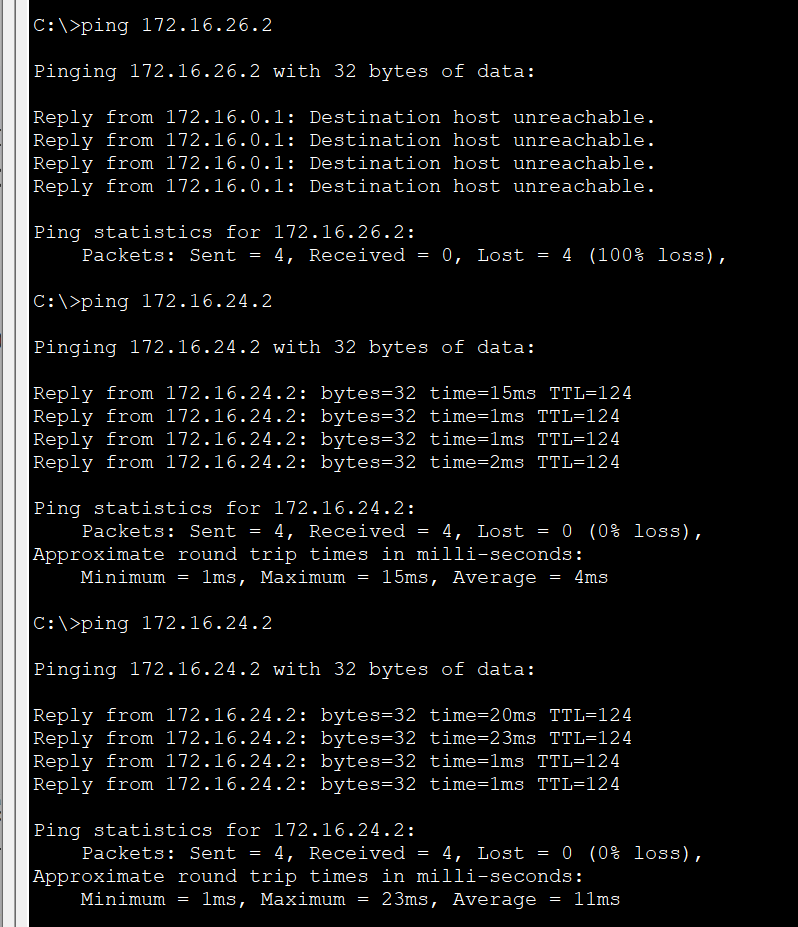 C:\>ping 172.16.26.2
Pinging 172.16.26.2 with 32 bytes of data:
Reply from 172.16.0.1: Destination host unreachable.
Reply from 172.16.0.1: Destination host unreachable.
Reply from 172.16.0.1: Destination host unreachable.
Reply from 172.16.0.1: Destination host unreachable.
Ping statistics for 172.16.26.2:
    Packets: Sent = 4, Received = 0, Lost = 4 (100% loss),
C:\>ping 172.16.24.2
Pinging 172.16.24.2 with 32 bytes of data:
Reply from 172.16.24.2: bytes=32 time=15ms TTL=124
Reply from 172.16.24.2: bytes=32 time=1ms TTL=124
Reply from 172.16.24.2: bytes=32 time=1ms TTL=124
Reply from 172.16.24.2: bytes=32 time=2ms TTL=124
Ping statistics for 172.16.24.2:
    Packets: Sent = 4, Received = 4, Lost = 0 (0% loss),
Approximate round trip times in milli-seconds:
    Minimum = 1ms, Maximum = 15ms, Average = 4ms
C:\>ping 172.16.24.2
Pinging 172.16.24.2 with 32 bytes of data:
Reply from 172.16.24.2: bytes=32 time=20ms TTL=124
Reply from 172.16.24.2: bytes=32 time=23ms TTL=124
Reply from 172.16.24.2: bytes=32 time=1ms TTL=124
Reply from 172.16.24.2: bytes=32 time=1ms TTL=124
Ping statistics for 172.16.24.2:
    Packets: Sent = 4, Received = 4, Lost = 0 (0% loss),
Approximate round trip times in milli-seconds:
    Minimum = 1ms, Maximum = 23ms, Average = 11ms